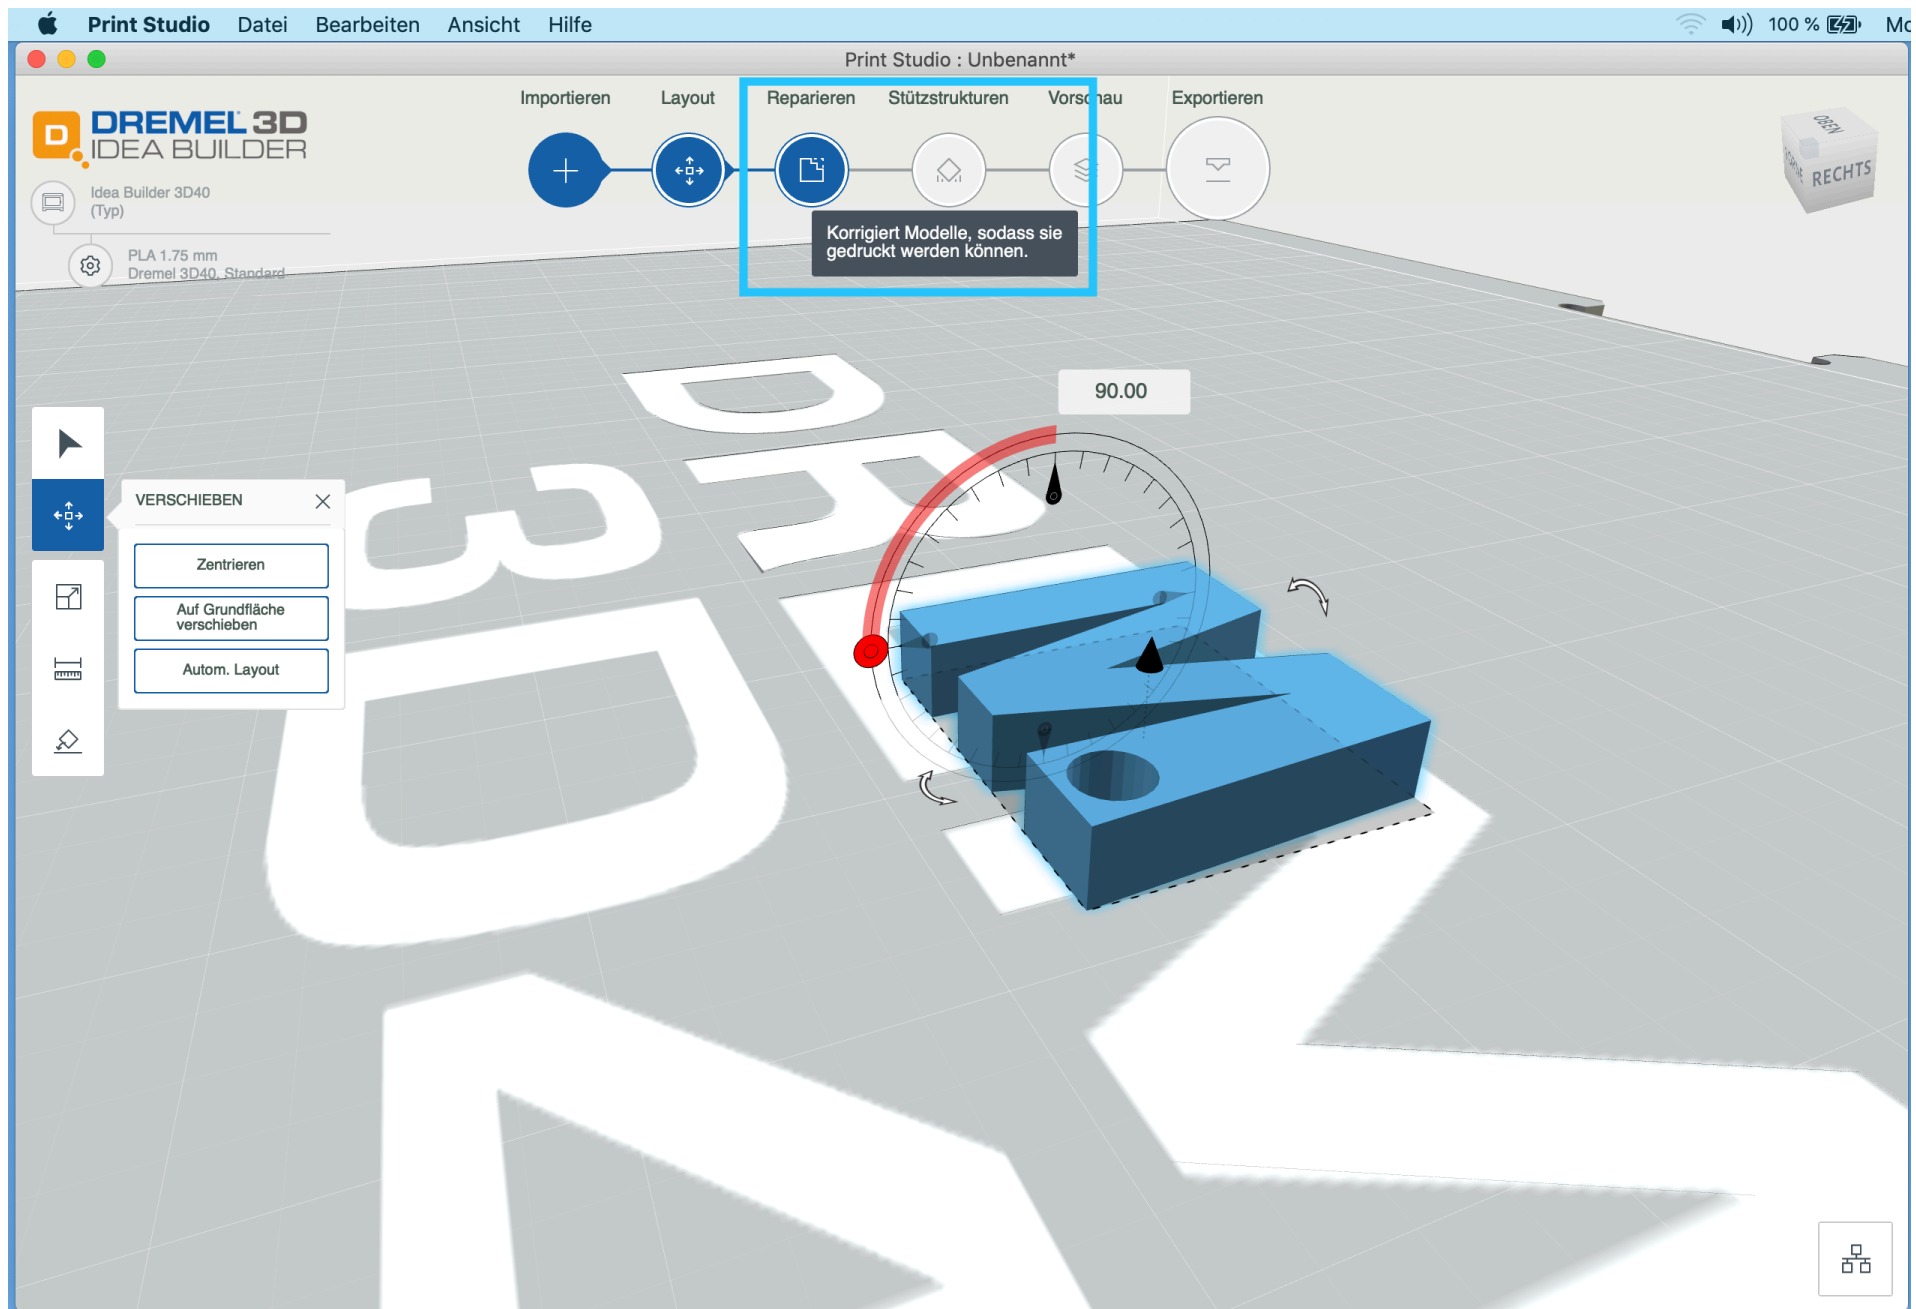 Print Studio Datei Bearbeiten Ansicht Hilfe 100 %
Print Studio : Unbenannt*
Importieren Layout Reparieren Stützstrukturen Vorschau Exportieren
DREMEL 3D
IDEA BUILDER
Idea Builder 3D40
(Typ)
PLA 1.75 mm
Dremel 3D40, Standard
Korrigiert Modelle, sodass sie
gedruckt werden können.
OBEN
RECHTS
90.00
VERSCHIEBEN
Zentrieren
Auf Grundfläche
verschieben
Autom. Layout